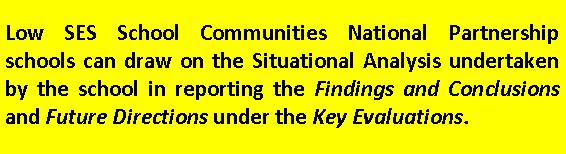 Low SES School Communities National Partnership
schools can draw on the Situational Analysis undertaken
by the school in reporting the Findings and Conclusions
and Future Directions under the Key Evaluations.